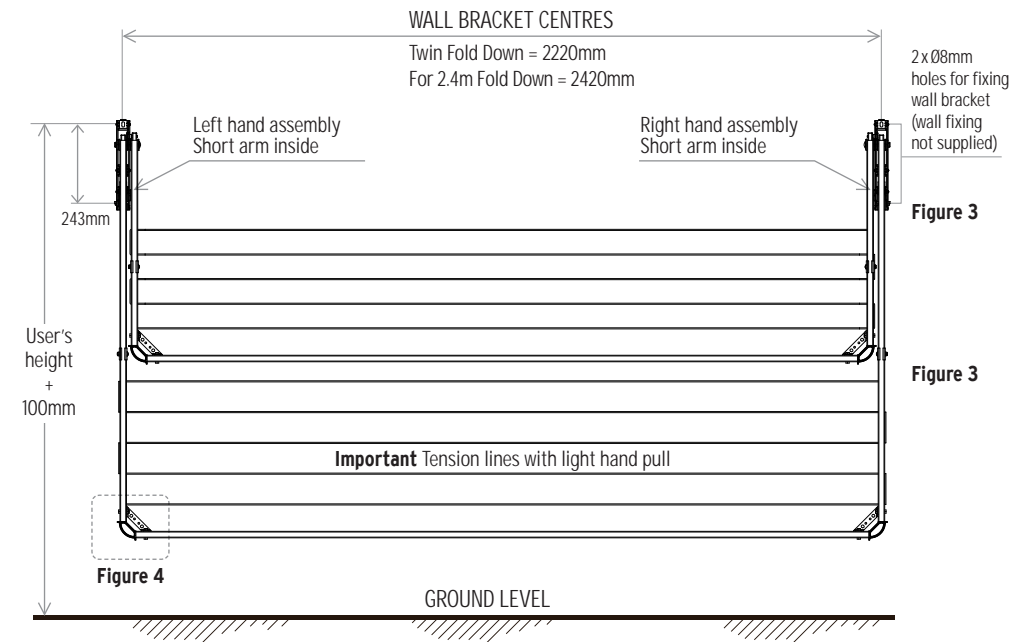 WALL BRACKET CENTRES
Twin Fold Down = 2220mm
For 2.4m Fold Down = 2420mm
2 x Ø8mm
holes for fixing
wall bracket
(wall fixing
not supplied)
Left hand assembly
Short arm inside
Right hand assembly
Short arm inside
243mm
Figure 3
User's
height
+
100mm
Figure 3
Important Tension lines with light hand pull
Figure 4
GROUND LEVEL